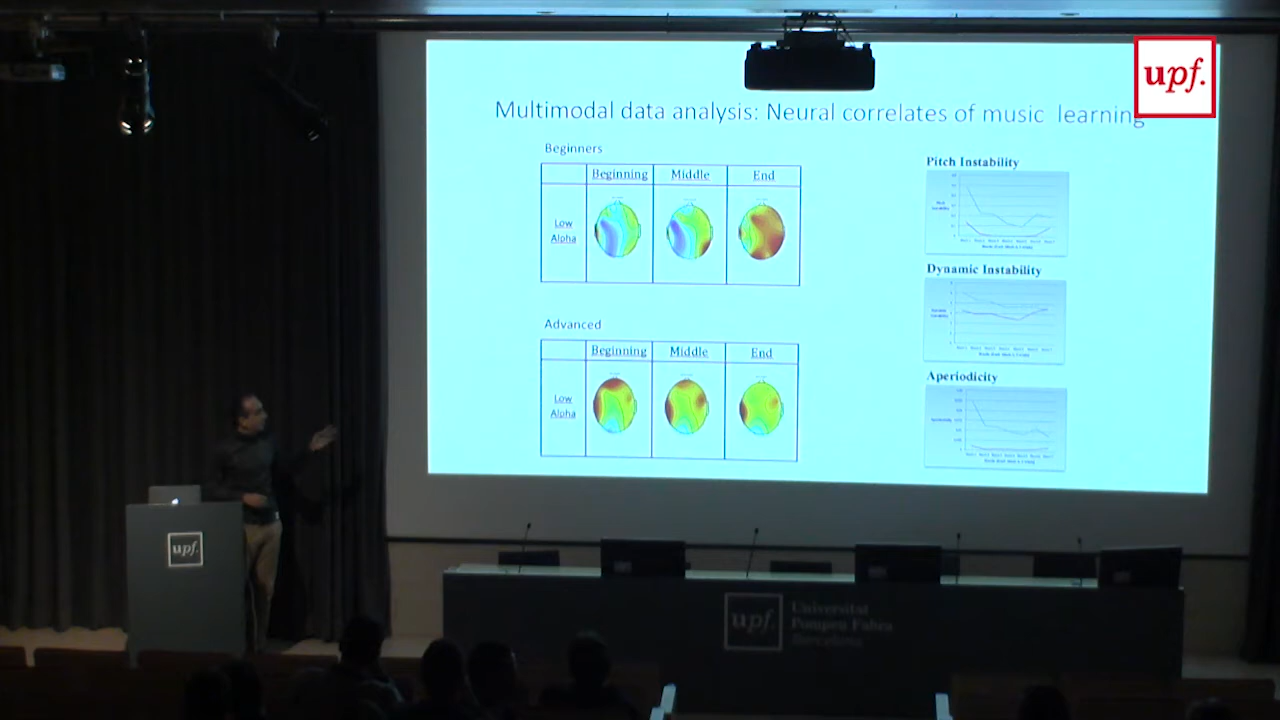 upf.
Multimodal data analysis: Neural correlates of music learning
Beginners
Beginning Middle End
Low
Alpha
Advanced
Beginning Middle End
Low
Alpha
Pitch Instability
Dynamic Instability
Aperiodicity
upf.
upf.
Universitat
Pompeu Fabra
Barcelona